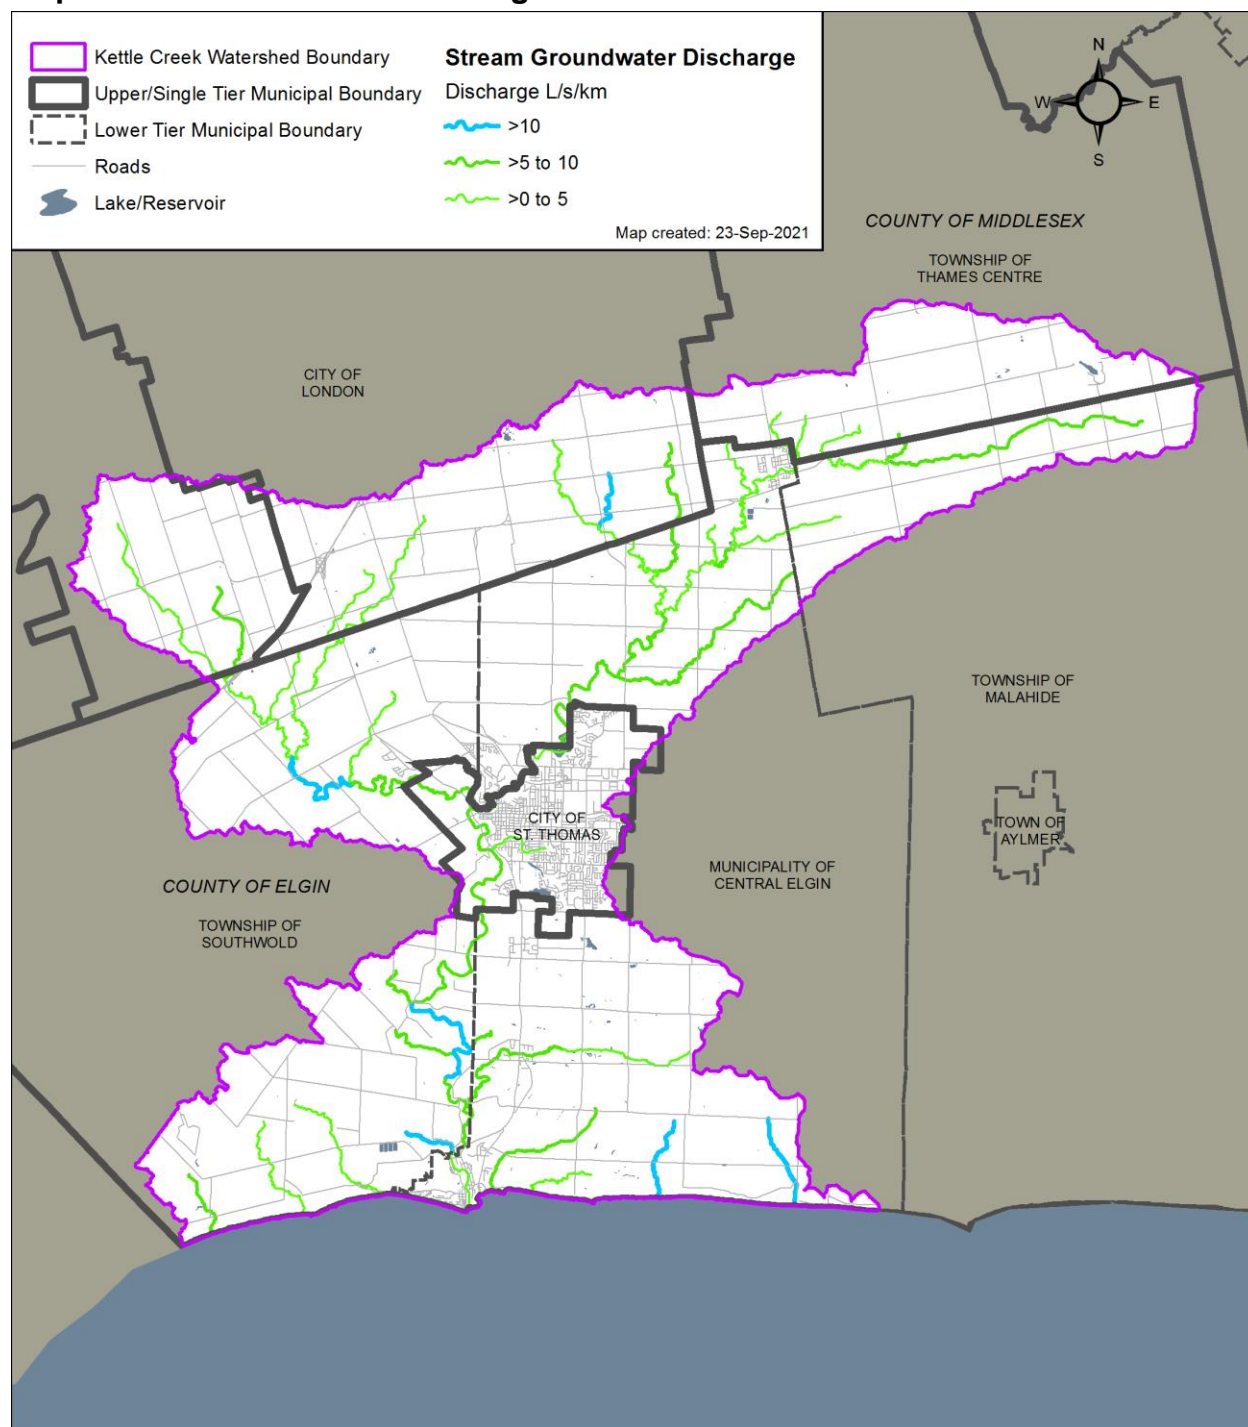 Kettle Creek Watershed Boundary
Upper/Single Tier Municipal Boundary
Lower Tier Municipal Boundary
Roads
Lake/Reservoir
Stream Groundwater Discharge
Discharge L/s/km
>10
>5 to 10
>0 to 5
Map created: 23-Sep-2021
N
W
E
S
COUNTY OF MIDDLESEX
TOWNSHIP OF
THAMES CENTRE
CITY OF
LONDON
TOWNSHIP OF
MALAHIDE
TOWN OF
AYLMER
CITY OF
ST. THOMAS
MUNICIPALITY OF
CENTRAL ELGIN
COUNTY OF ELGIN
TOWNSHIP OF
SOUTHWOLD